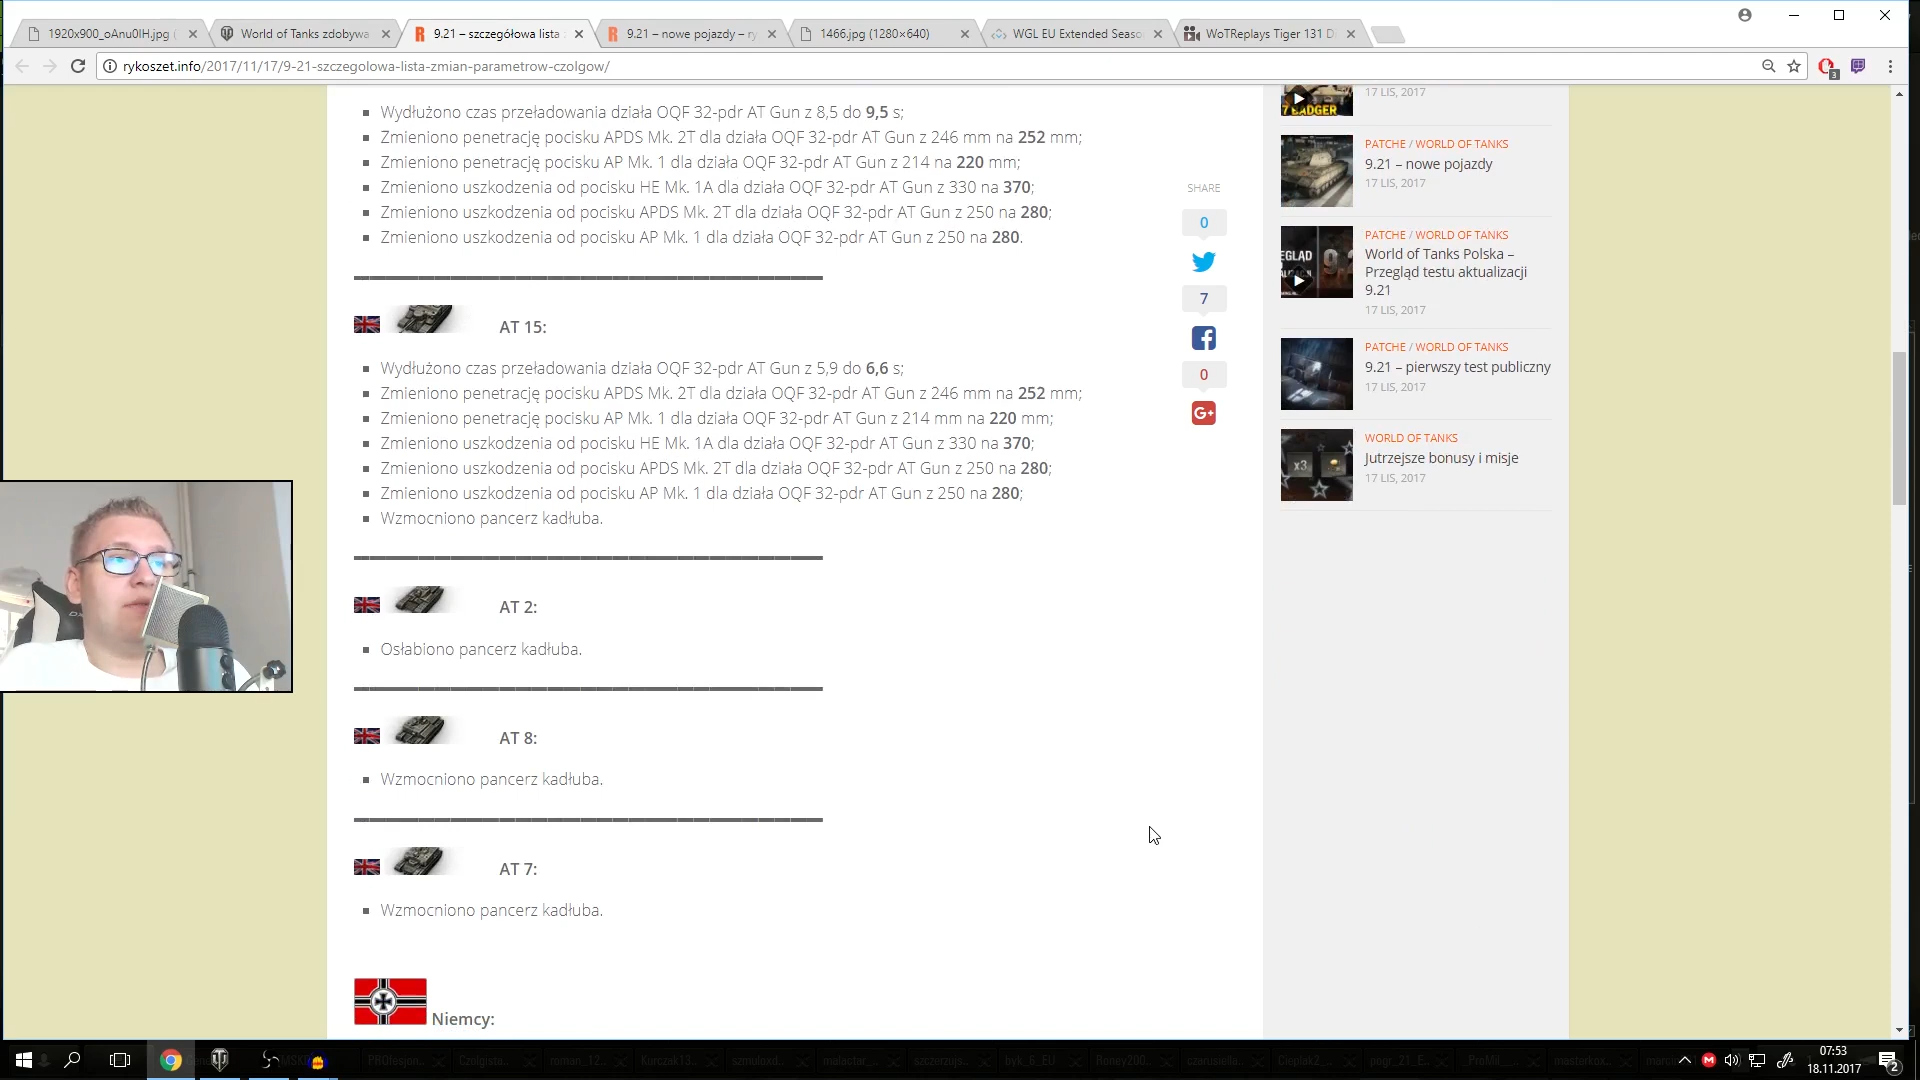 1920x900_oAnu0lH.jpg (
World of Tanks zdobywa
9.21 – szczegółowa lista
9.21 – nowe pojazdy – ry
1466.jpg (1280×640)
WGL EU Extended Seaso
WoTReplays Tiger 131 D
rykoszet.info/2017/11/17/9-21-szczegolowa-lista-zmian-parametrow-czolgow/
3
Wydłużono czas przeładowania działa OQF 32-pdr AT Gun z 8,5 do 9,5 s;
Zmieniono penetrację pocisku APDS Mk. 2T dla działa OQF 32-pdr AT Gun z 246 mm na 252 mm;
Zmieniono penetrację pocisku AP Mk. 1 dla działa OQF 32-pdr AT Gun z 214 na 220 mm;
Zmieniono uszkodzenia od pocisku HE Mk. 1A dla działa OQF 32-pdr AT Gun z 330 na 370;
Zmieniono uszkodzenia od pocisku APDS Mk. 2T dla działa OQF 32-pdr AT Gun z 250 na 280;
Zmieniono uszkodzenia od pocisku AP Mk. 1 dla działa OQF 32-pdr AT Gun z 250 na 280.
AT 15:
Wydłużono czas przeładowania działa OQF 32-pdr AT Gun z 5,9 do 6,6 s;
Zmieniono penetrację pocisku APDS Mk. 2T dla działa OQF 32-pdr AT Gun z 246 mm na 252 mm;
Zmieniono penetrację pocisku AP Mk. 1 dla działa OQF 32-pdr AT Gun z 214 mm na 220 mm;
Zmieniono uszkodzenia od pocisku HE Mk. 1A dla działa OQF 32-pdr AT Gun z 330 na 370;
Zmieniono uszkodzenia od pocisku APDS Mk. 2T dla działa OQF 32-pdr AT Gun z 250 na 280;
Zmieniono uszkodzenia od pocisku AP Mk. 1 dla działa OQF 32-pdr AT Gun z 250 na 280;
Wzmocniono pancerz kadłuba.
AT 2:
Osłabiono pancerz kadłuba.
AT 8:
Wzmocniono pancerz kadłuba.
AT 7:
Wzmocniono pancerz kadłuba.
Niemcy:
SHARE
0
7
0
G+
7 BADGER
17 LIS, 2017
PATCHE / WORLD OF TANKS
9.21 – nowe pojazdy
17 LIS, 2017
PATCHE / WORLD OF TANKS
World of Tanks Polska –
Przegląd testu aktualizacji
9.21
17 LIS, 2017
PATCHE / WORLD OF TANKS
9.21 – pierwszy test publiczny
17 LIS, 2017
x3
WORLD OF TANKS
Jutrzejsze bonusy i misje
17 LIS, 2017
07:53
18.11.2017
2